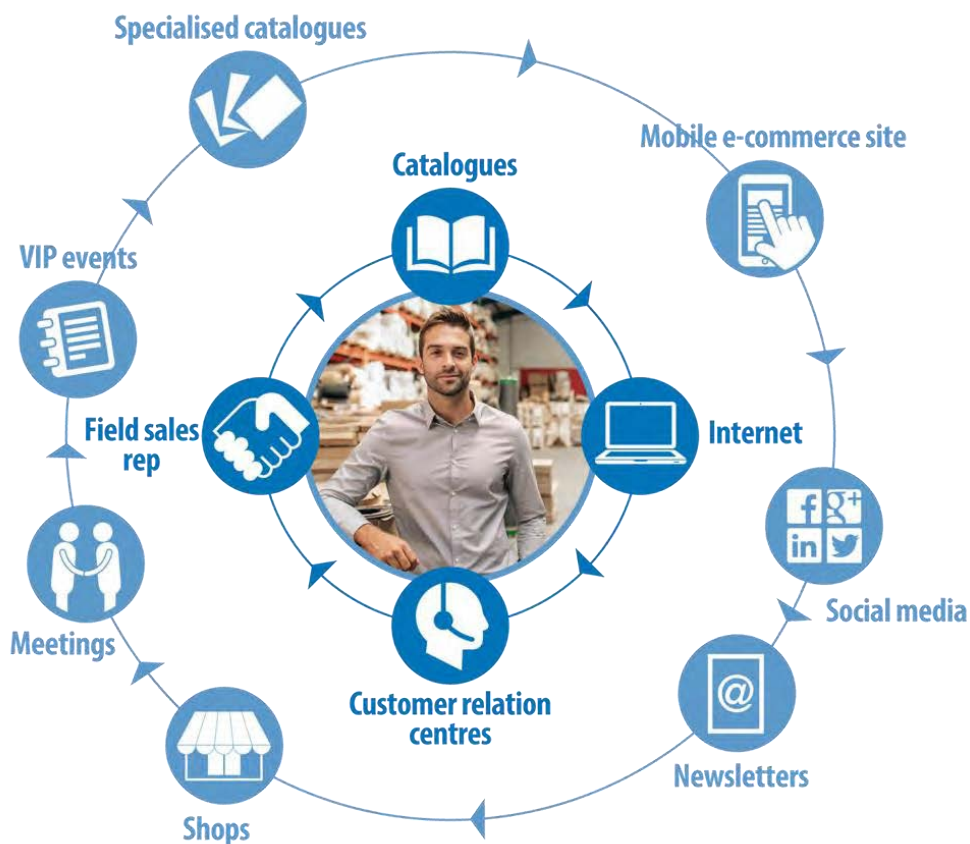 Specialised catalogues
Mobile e-commerce site
Catalogues
VIP events
Field sales
rep
Internet
f g+
in
Social media
Meetings
Customer relation
centres
@
Newsletters
Shops